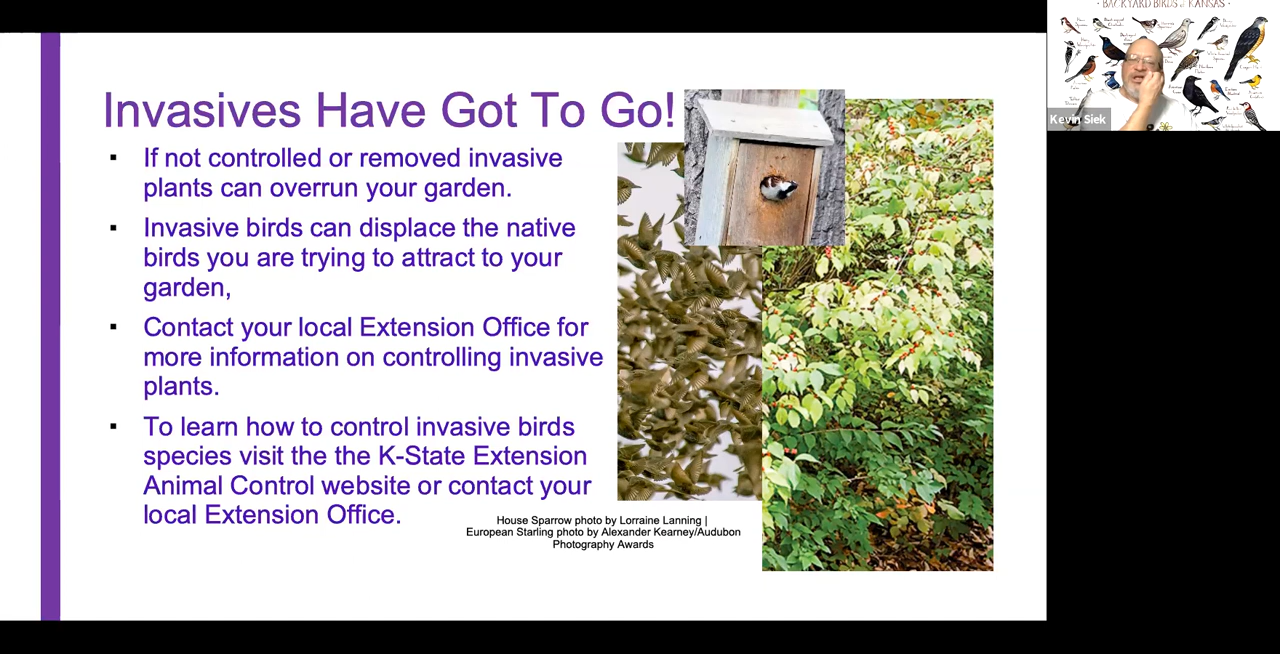 BACKYARD BIRDS of KANSAS
Kevin Siek
Invasives Have Got To Go!
If not controlled or removed invasive
plants can overrun your garden.
Invasive birds can displace the native
birds you are trying to attract to your
garden,
Contact your local Extension Office for
more information on controlling invasive
plants.
To learn how to control invasive birds
species visit the the K-State Extension
Animal Control website or contact your
local Extension Office.
House Sparrow photo by Lorraine Lanning |
European Starling photo by Alexander Kearney/Audubon
Photography Awards